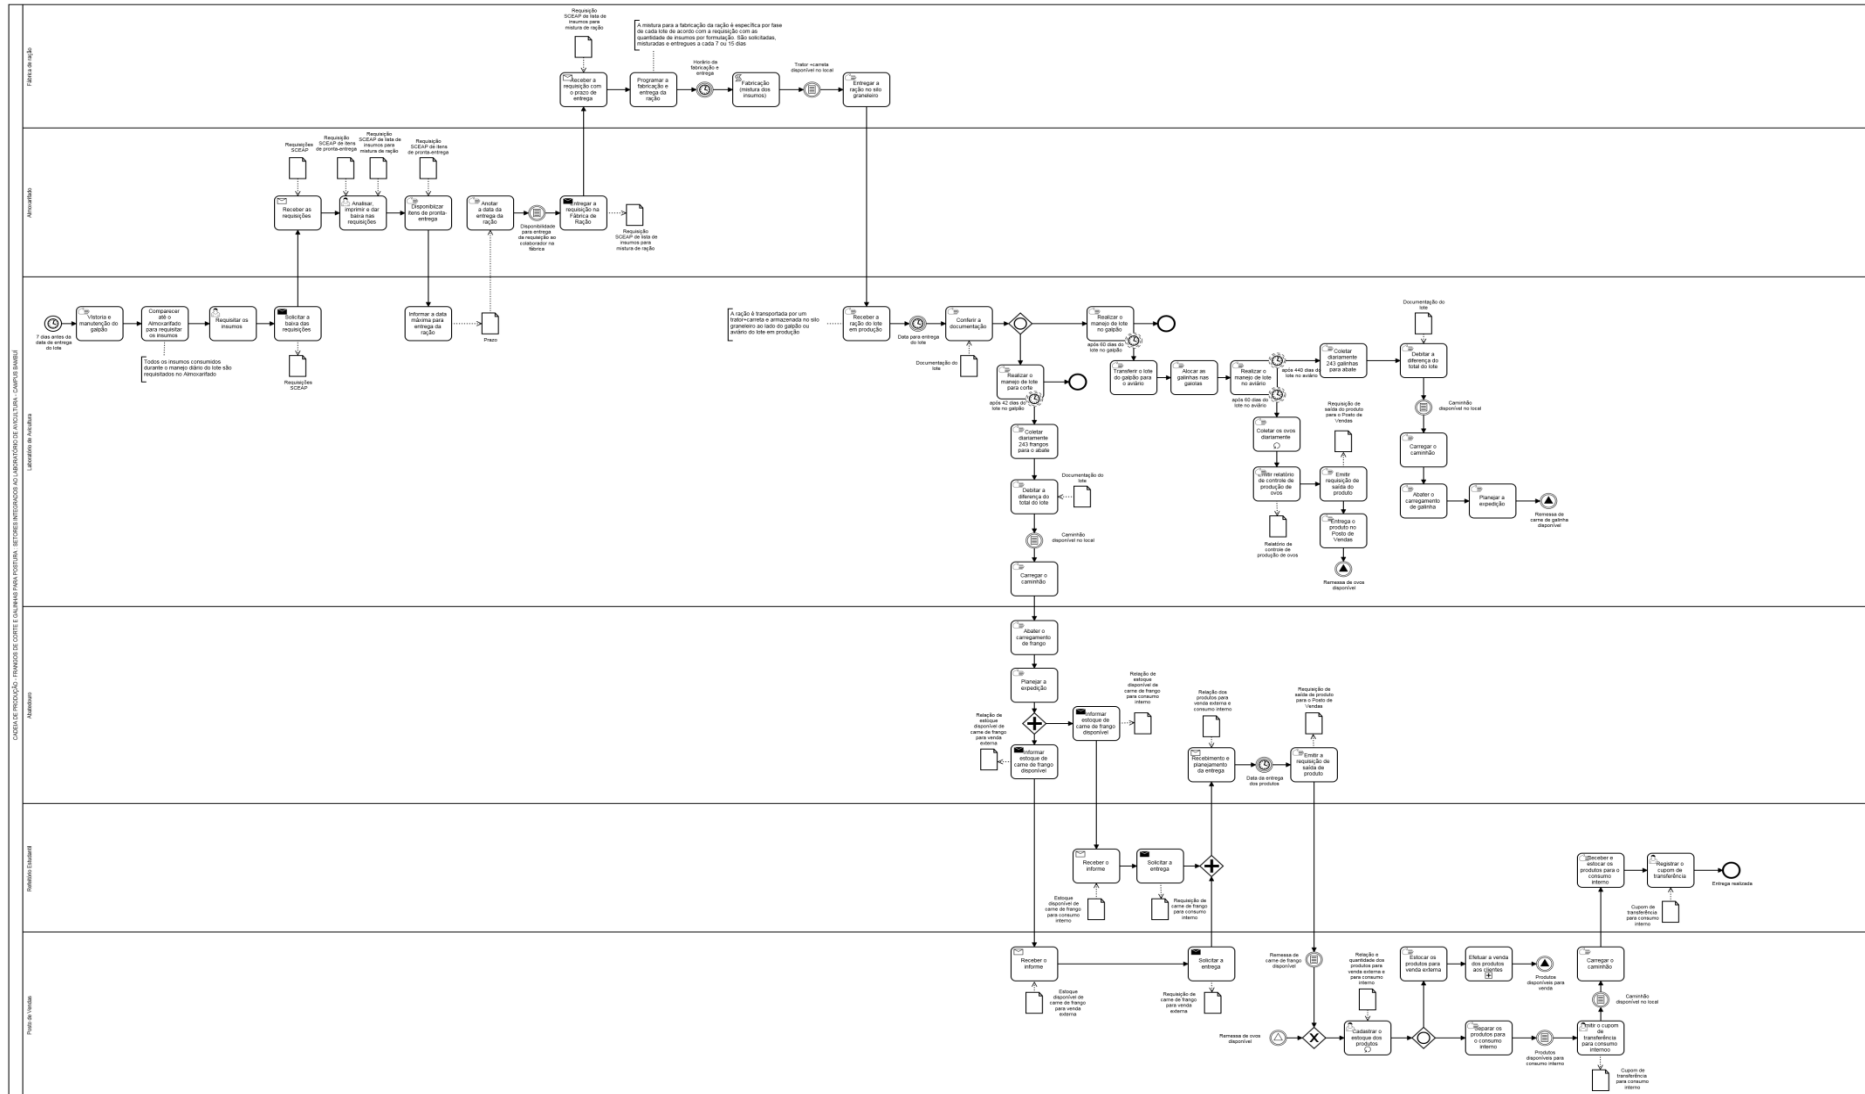 CADEIA DE PRODUÇÃO - FRANGOS DE CORTE E GALINHAS PARA POSTURA - SETORES INTEGRADOS AO LABORATÓRIO DE AVICULTURA - CAMPUS BAMBUÍ
Fábrica de ração
Requisição
SCEAP de lista de
insumos para
mistura de ração
A mistura para a fabricação da ração é específica por fase
de cada lote de acordo com a requisição com as
quantidade de insumos por formulação. São solicitadas,
misturadas e entregues a cada 7 ou 15 dias
Receber a
requisição com
o prazo de
entrega
Programar a
fabricação e
entrega da
ração
Horário de
fabricação e
entrega
Fabricação
(mistura dos
insumos)
Trator +carreta
disponível no local
Entregar a
ração no silo
graneleiro
Almoxarifado
Requisições
SCEAP
Requisição
SCEAP de itens
de pronta-entrega
Requisição
SCEAP de lista de
insumos para
mistura de ração
Requisição
SCEAP de itens
de pronta-entrega
Receber as
requisições
Analisar,
imprimir e dar
baixa nas
requisições
Disponibilizar
itens de pronta-
entrega
Anotar
a data da
entrega da
ração
Disponibilidade
para entrega
da requisição ao
colaborador na
fábrica
Entregar a
requisição na
Fábrica de
Ração
Requisição
SCEAP de lista de
insumos para
mistura de ração
Laboratório de Avicultura
7 dias antes da
data de entrega
do lote
Vistoria e
manutenção do
galpão
Comparecer
até o
Almoxarifado
para requisitar
os insumos
Todos os insumos consumidos
durante o manejo diário do lote são
requisitados no Almoxarifado
Requisitar os
insumos
Solicitar a
baixa das
requisições
Requisições
SCEAP
Informar a data
máxima para
entrega da
ração
Prazo
A ração é transportada por um
trator+carreta e armazenada no silo
graneleiro ao lado do galpão ou
aviário do lote em produção
Receber a
ração do lote
em produção
Data para entrega
do lote
Conferir a
documentação
Documentação do
lote
Realizar o
manejo de lote
no galpão
após 60 dias do
lote no galpão
Realizar o
manejo de lote
para corte
após 42 dias do
lote no galpão
Transferir o lote
do galpão para
o aviário
Alocar as
galinhas nas
gaiolas
Realizar o
manejo de lote
no aviário
após 440 dias do
lote no aviário
após 60 dias do
lote no aviário
Coletar
diariamente
243 galinhas
para abate
Documentação do
lote
Debitar a
diferença do
total do lote
Caminhão
disponível no local
Carregar o
caminhão
Abater o
carregamento
de galinha
Planejar a
expedição
Remessa de
carne de galinha
disponível
Coletar os ovos
diariamente
Emitir relatório
de controle de
produção de
ovos
Relatório de
controle de
produção de ovos
Requisição de
saída do produto
para o Posto de
Vendas
Emitir
requisição de
saída do
produto
Entrega o
produto no
Posto de
Vendas
Remessa de ovos
disponível
Coletar
diariamente
243 frangos
para o abate
Debitar a
diferença do
total do lote
Documentação do
lote
Caminhão
disponível no local
Carregar o
caminhão
Abatedouro
Abater o
carregamento
de frango
Planejar a
expedição
Relação de
estoque
disponível de
carne de frango
para venda
externa
Informar
estoque de
carne de frango
disponível
Informar
estoque de
carne de frango
disponível
Relação de
estoque
disponível de
carne de frango
para consumo
interno
Relação dos
produtos para
venda externa e
consumo interno
Recebimento e
planejamento
da entrega
Data de entrega
dos produtos
Requisição de
saída de produto
para o Posto de
Vendas
Emitir a
requisição de
saída de
produto
Refeitório Estudantil
Receber o
informe
Estoque
disponível de
carne de frango
para consumo
interno
Solicitar a
entrega
Requisição de
carne de frango
para consumo
interno
Receber e
estocar os
produtos para o
consumo
interno
Registrar o
cupom de
transferência
Cupom de
transferência
para consumo
interno
Entrega realizada
Posto de Vendas
Receber o
informe
Estoque
disponível de
carne de frango
para venda
externa
Solicitar a
entrega
Requisição de
carne de frango
para venda
externa
Remessa de
carne de frango
disponível
Remessa de ovos
disponível
Relação e
quantidade dos
produtos para
venda externa e
para consumo
interno
Cadastrar o
estoque dos
produtos
Estocar os
produtos para
venda externa
Efetuar a venda
dos produtos
aos clientes
Produtos
disponíveis para
venda
Separar os
produtos para
o consumo
interno
Produtos
disponíveis para
consumo interno
Carregar o
caminhão
Caminhão
disponível no local
Emitir o cupom
de
transferência
para consumo
interno
Cupom de
transferência
para consumo
interno